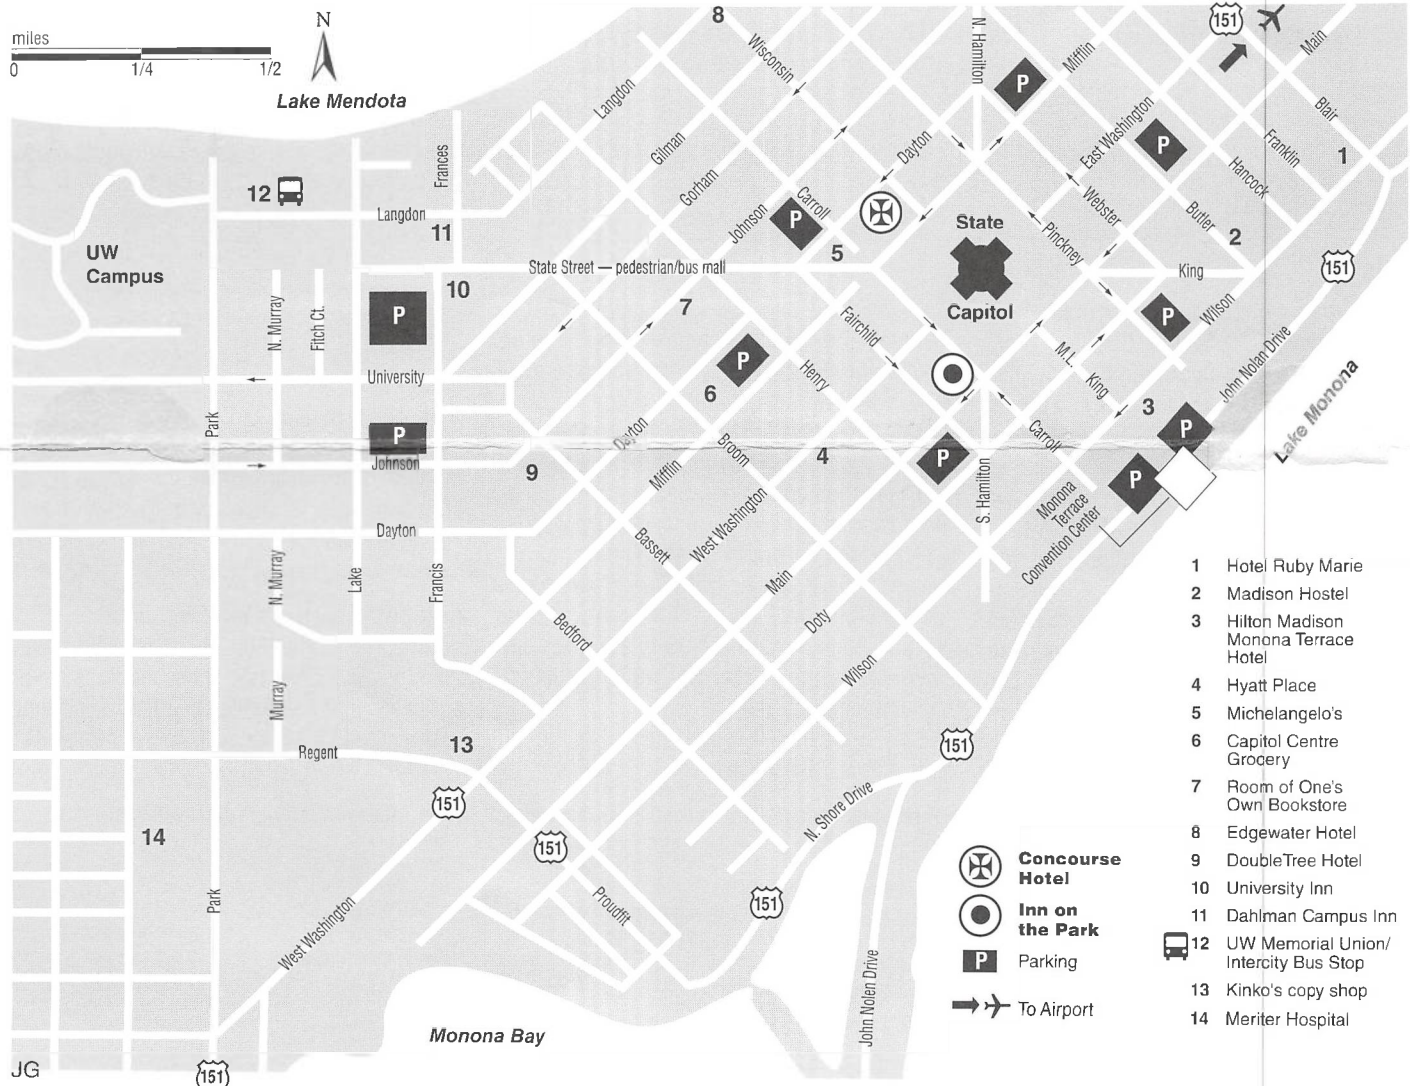 miles
0 1/4 1/2
N
Lake Mendota
8
151
N. Hamilton
Wisconsin
Mifflin
Main
P
Langdon
Blair
Gilman
Dayton
East Washington
P
Franklin
1
Frances
12
Langdon
11
Gorham
Carroll
Johnson
P
Webster
Hancock
Butler
2
Pinckney
State
Capitol
UW
Campus
State Street — pedestrian/bus mall
5
King
151
10
N. Murray
Fitch Ct.
P
7
Fairchild
P
Wilson
John Nolan Drive
University
P
Henry
6
M.L. King
3
Lake Monona
Park
P
Johnson
9
Dayton
Mifflin
Broom
4
P
Carroll
P
P
S. Hamilton
Monona
Terrace
Convention Center
Dayton
Bassett
West Washington
Main
Doty
Wilson
N. Murray
Lake
Francis
Bedford
Murray
Regent
13
151
151
151
N. Shore Drive
14
Park
West Washington
Proudfit
151
John Nolen Drive
Monona Bay
JG
151
1 Hotel Ruby Marie
2 Madison Hostel
3 Hilton Madison
Monona Terrace
Hotel
4 Hyatt Place
5 Michelangelo's
6 Capitol Centre
Grocery
7 Room of One's
Own Bookstore
8 Edgewater Hotel
9 DoubleTree Hotel
10 University Inn
11 Dahlman Campus Inn
12 UW Memorial Union/
Intercity Bus Stop
13 Kinko's copy shop
14 Meriter Hospital
Concourse
Hotel
Inn on
the Park
P Parking
To Airport